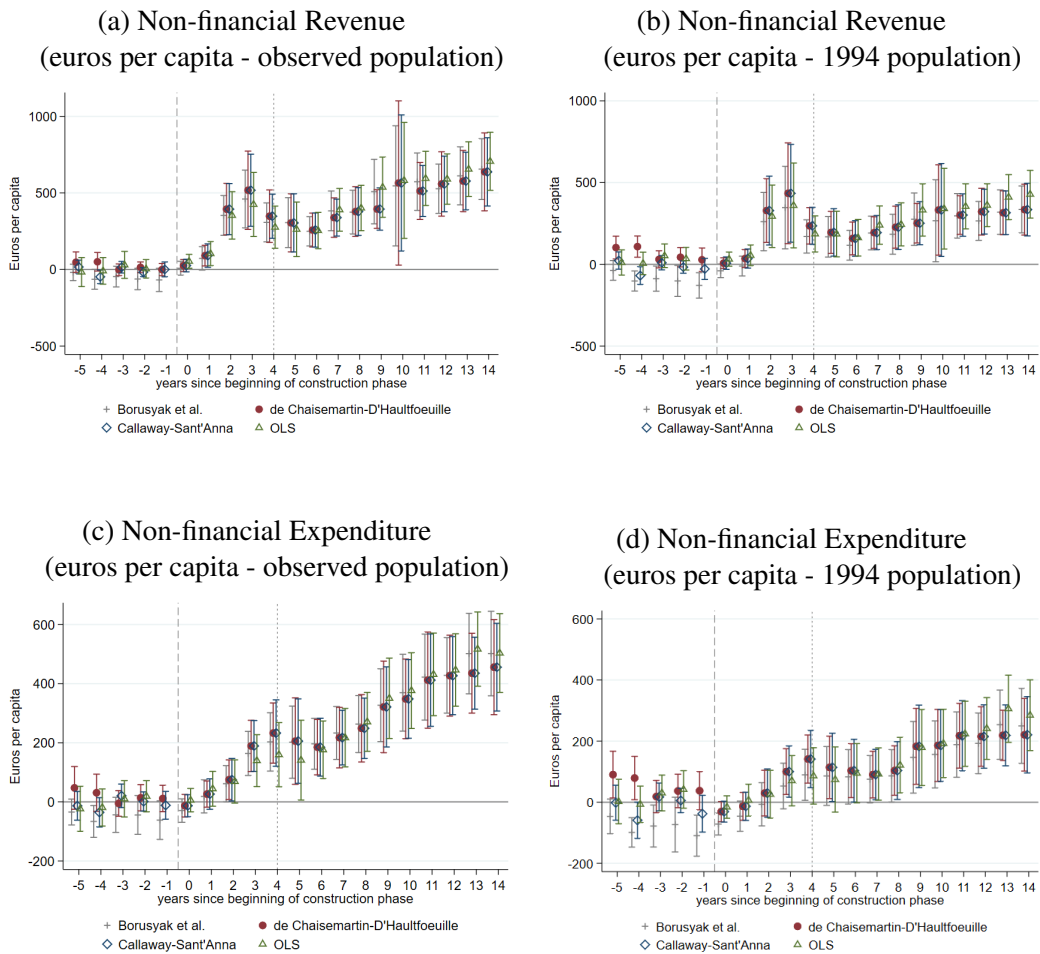 (a) Non-financial Revenue
(euros per capita - observed population)
Euros per capita
1000
500
0
-500
-5 -4 -3 -2 -1 0 1 2 3 4 5 6 7 8 9 10 11 12 13 14
years since beginning of construction phase
Borusyak et al. de Chaisemartin-D'Haultfoeuille
Callaway-Sant'Anna OLS
(b) Non-financial Revenue
(euros per capita - 1994 population)
Euros per capita
1000
500
0
-500
-5 -4 -3 -2 -1 0 1 2 3 4 5 6 7 8 9 10 11 12 13 14
years since beginning of construction phase
Borusyak et al. de Chaisemartin-D'Haultfoeuille
Callaway-Sant'Anna OLS
(c) Non-financial Expenditure
(euros per capita - observed population)
Euros per capita
600
400
200
0
-200
-5 -4 -3 -2 -1 0 1 2 3 4 5 6 7 8 9 10 11 12 13 14
years since beginning of construction phase
Borusyak et al. de Chaisemartin-D'Haultfoeuille
Callaway-Sant'Anna OLS
(d) Non-financial Expenditure
(euros per capita - 1994 population)
Euros per capita
600
400
200
0
-200
-5 -4 -3 -2 -1 0 1 2 3 4 5 6 7 8 9 10 11 12 13 14
years since beginning of construction phase
Borusyak et al. de Chaisemartin-D'Haultfoeuille
Callaway-Sant'Anna OLS